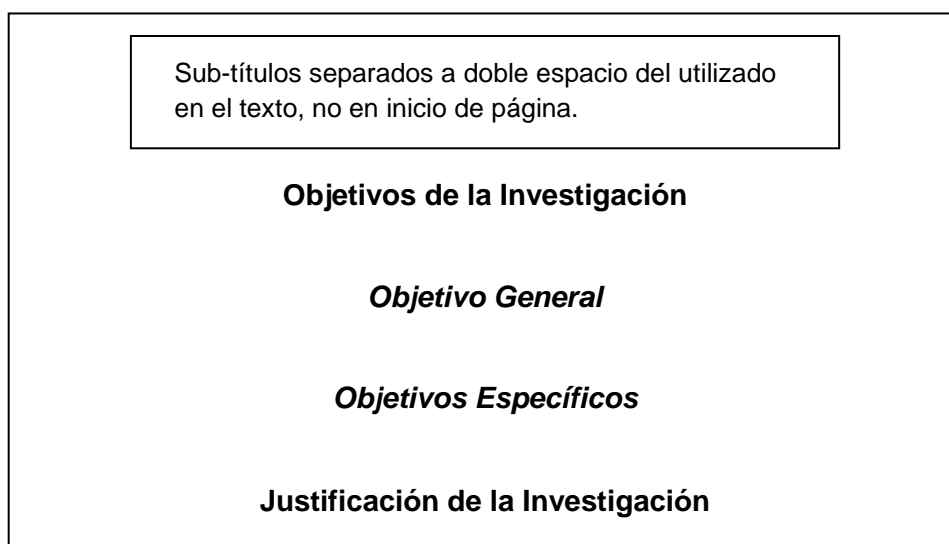 Sub-títulos separados a doble espacio del utilizado
en el texto, no en inicio de página.
Objetivos de la Investigación
Objetivo General
Objetivos Específicos
Justificación de la Investigación